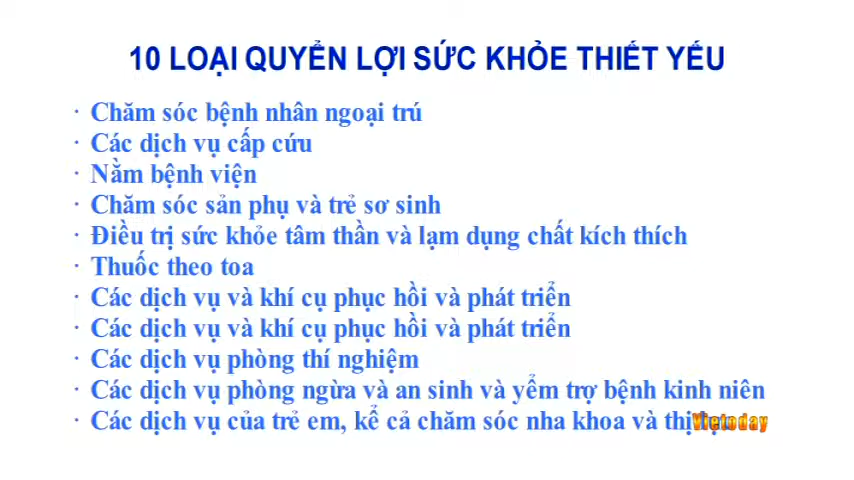 10 LOẠI QUYỀN LỢI SỨC KHỎE THIẾT YẾU
· Chăm sóc bệnh nhân ngoại trú
· Các dịch vụ cấp cứu
· Nằm bệnh viện
· Chăm sóc sản phụ và trẻ sơ sinh
· Điều trị sức khỏe tâm thần và lạm dụng chất kích thích
· Thuốc theo toa
· Các dịch vụ và khí cụ phục hồi và phát triển
· Các dịch vụ và khí cụ phục hồi và phát triển
· Các dịch vụ phòng thí nghiệm
· Các dịch vụ phòng ngừa và an sinh và yểm trợ bệnh kinh niên
· Các dịch vụ của trẻ em, kể cả chăm sóc nha khoa và thị
Vietoday